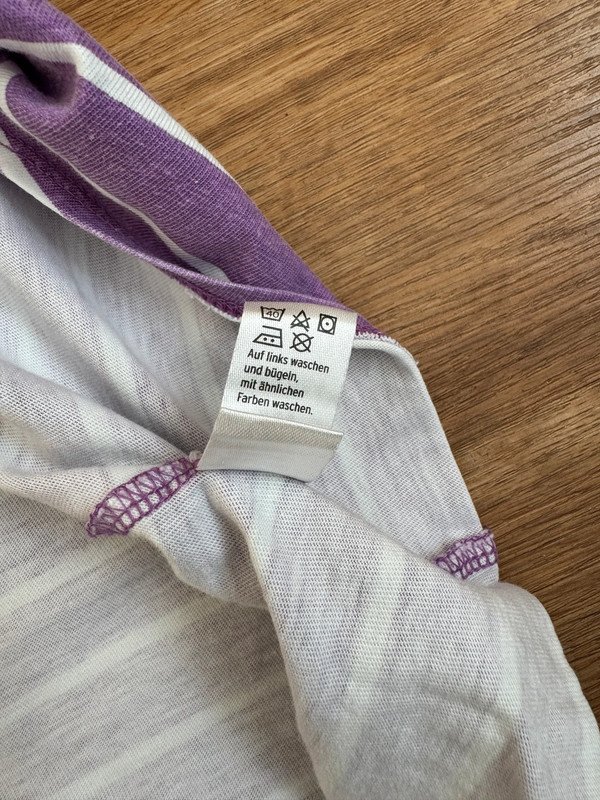 40
Auf links waschen
und bügeln,
mit ähnlichen
Farben waschen.